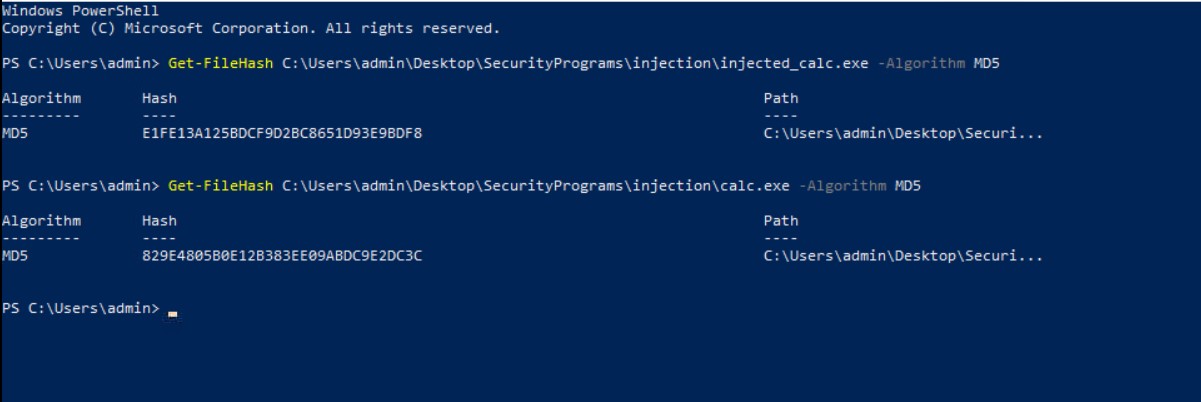 Windows PowerShell
Copyright (C) Microsoft Corporation. All rights reserved.
PS C:\Users\admin> Get-FileHash C:\Users\admin\Desktop\SecurityPrograms\injection\injected_calc.exe -Algorithm MD5
Algorithm Hash Path
--------- ---- ----
MD5 E1FE13A125BDCF9D2BC8651D93E9BDF8 C:\Users\admin\Desktop\Securi...
PS C:\Users\admin> Get-FileHash C:\Users\admin\Desktop\SecurityPrograms\injection\calc.exe -Algorithm MD5
Algorithm Hash Path
--------- ---- ----
MD5 829E4805B0E12B383EE09ABDC9E2DC3C C:\Users\admin\Desktop\Securi...
PS C:\Users\admin>